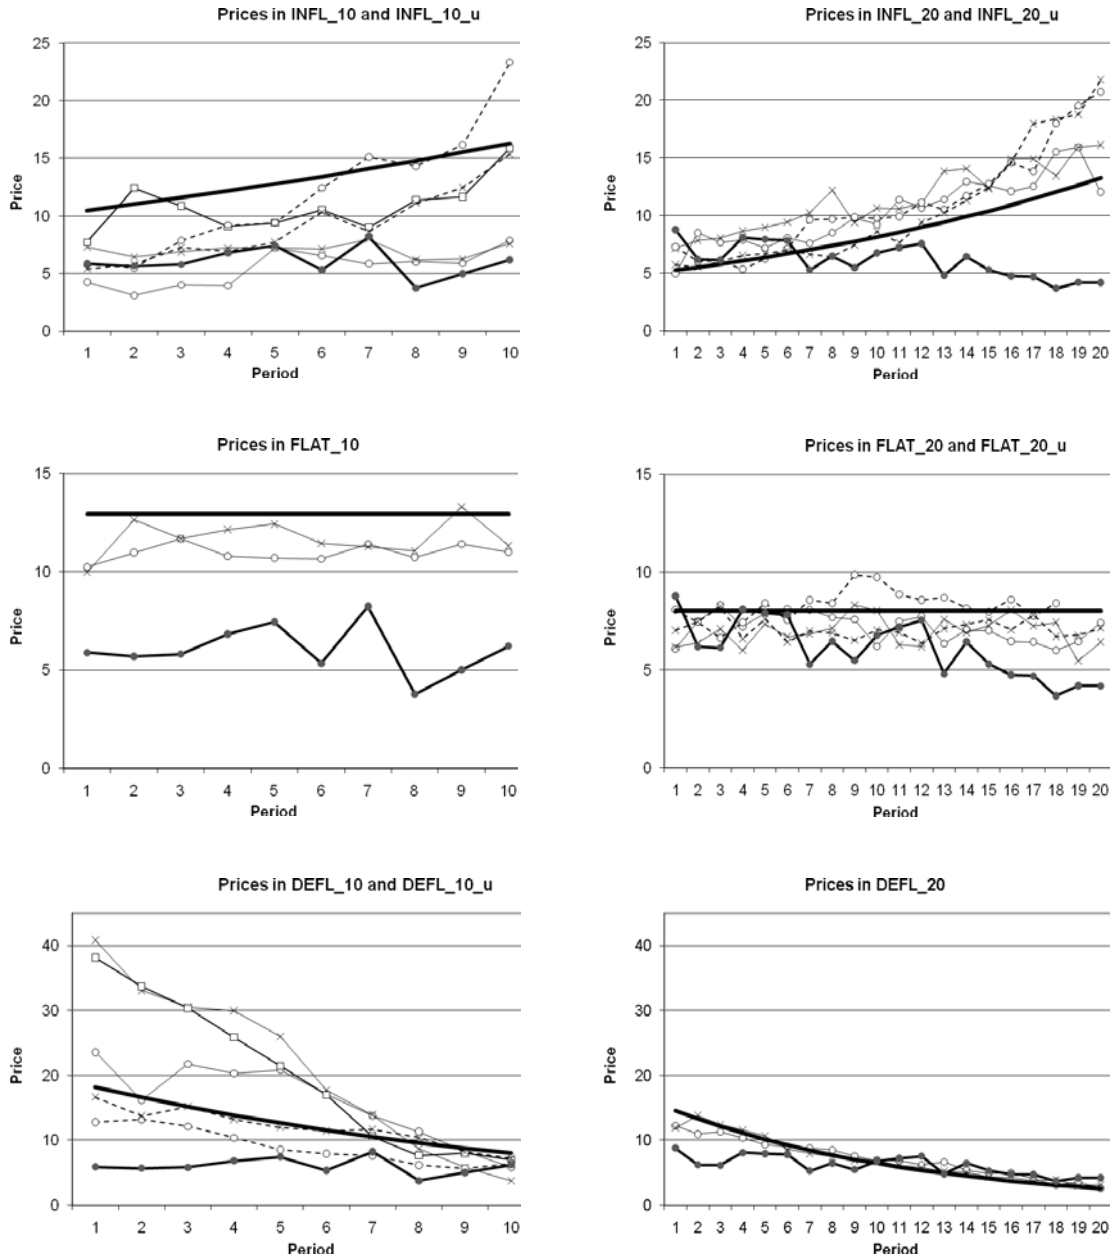 Prices in INFL_10 and INFL_10_u
25
20
15
10
5
0
Price
1 2 3 4 5 6 7 8 9 10
Period
Prices in INFL_20 and INFL_20_u
25
20
15
10
5
0
Price
1 2 3 4 5 6 7 8 9 10 11 12 13 14 15 16 17 18 19 20
Period
Prices in FLAT_10
15
10
5
0
Price
1 2 3 4 5 6 7 8 9 10
Period
Prices in FLAT_20 and FLAT_20_u
15
10
5
0
Price
1 2 3 4 5 6 7 8 9 10 11 12 13 14 15 16 17 18 19 20
Period
Prices in DEFL_10 and DEFL_10_u
40
30
20
10
0
Price
1 2 3 4 5 6 7 8 9 10
Period
Prices in DEFL_20
40
30
20
10
0
Price
1 2 3 4 5 6 7 8 9 10 11 12 13 14 15 16 17 18 19 20
Period